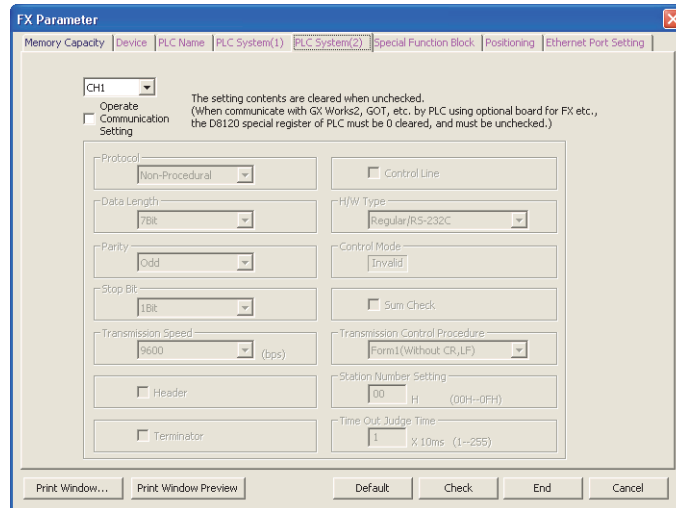 FX Parameter
Memory Capacity Device PLC Name PLC System(1) PLC System(2) Special Function Block Positioning Ethernet Port Setting
CH1
Operate
Communication
Setting
The setting contents are cleared when unchecked.
(When communicate with GX Works2, GOT, etc. by PLC using optional board for FX etc.,
the D8120 special register of PLC must be 0 cleared, and must be unchecked.)
Protocol
Non-Procedural
Control Line
Data Length
7Bit
H/W Type
Regular/RS-232C
Parity
Odd
Control Mode
Invalid
Stop Bit
1Bit
Sum Check
Transmission Speed
9600 (bps)
Transmission Control Procedure
Form1(Without CR,LF)
Header
Station Number Setting
00 H (00H--0FH)
Terminator
Time Out Judge Time
1 X 10ms (1--255)
Print Window... Print Window Preview Default Check End Cancel